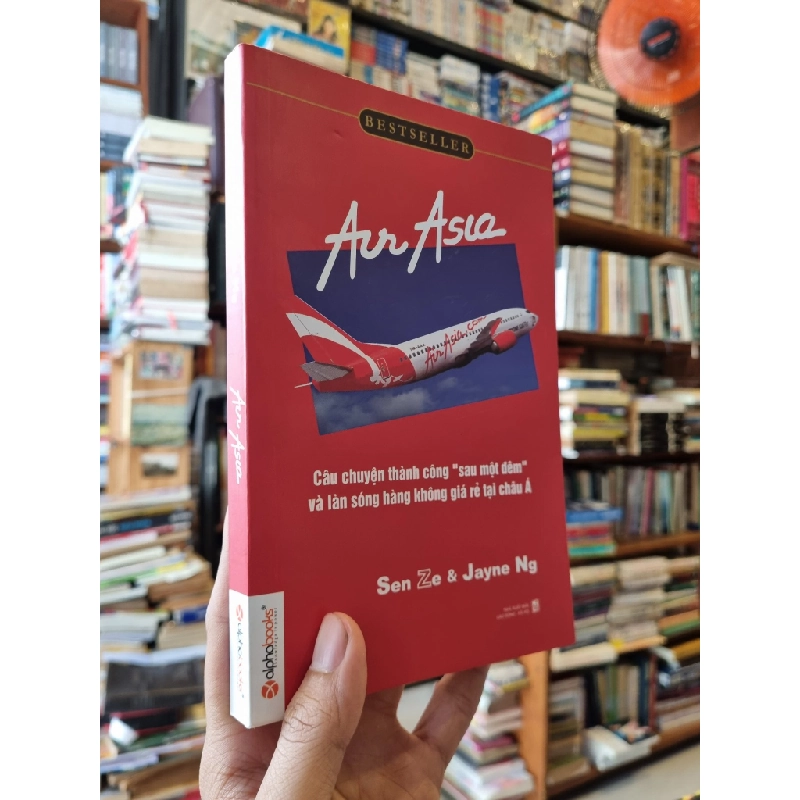 BESTSELLER
Air Asia
AirAsia.com
Câu chuyện thành công "sau một đêm"
và làn sóng hàng không giá rẻ tại châu Á
Sen Ze & Jayne Ng
Air Asia
alphabooks®
alphabooks®